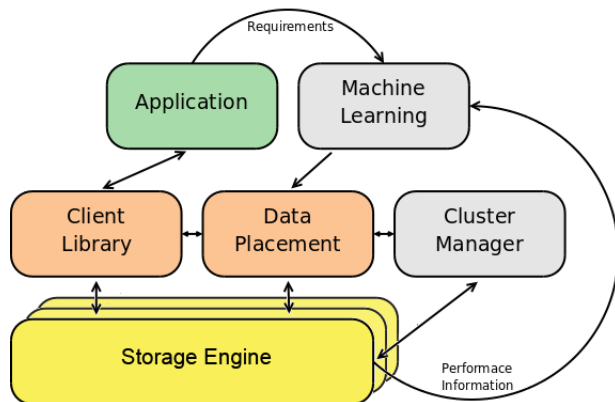 Requirements
Application
Machine
Learning
Client
Library
Data
Placement
Cluster
Manager
Storage Engine
Performace
Information